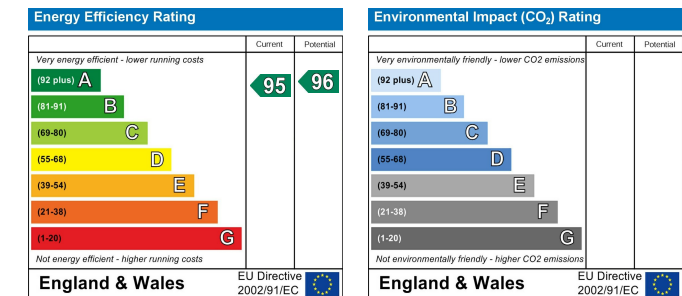 Energy Efficiency Rating
Current Potential
Very energy efficient - lower running costs
(92 plus) A
95 96
(81-91) B
(69-80) C
(55-68) D
(39-54) E
(21-38) F
(1-20) G
Not energy efficient - higher running costs
England & Wales
EU Directive
2002/91/EC
Environmental Impact (CO₂) Rating
Current Potential
Very environmentally friendly - lower CO2 emissions
(92 plus) A
(81-91) B
(69-80) C
(55-68) D
(39-54) E
(21-38) F
(1-20) G
Not environmentally friendly - higher CO2 emissions
England & Wales
EU Directive
2002/91/EC